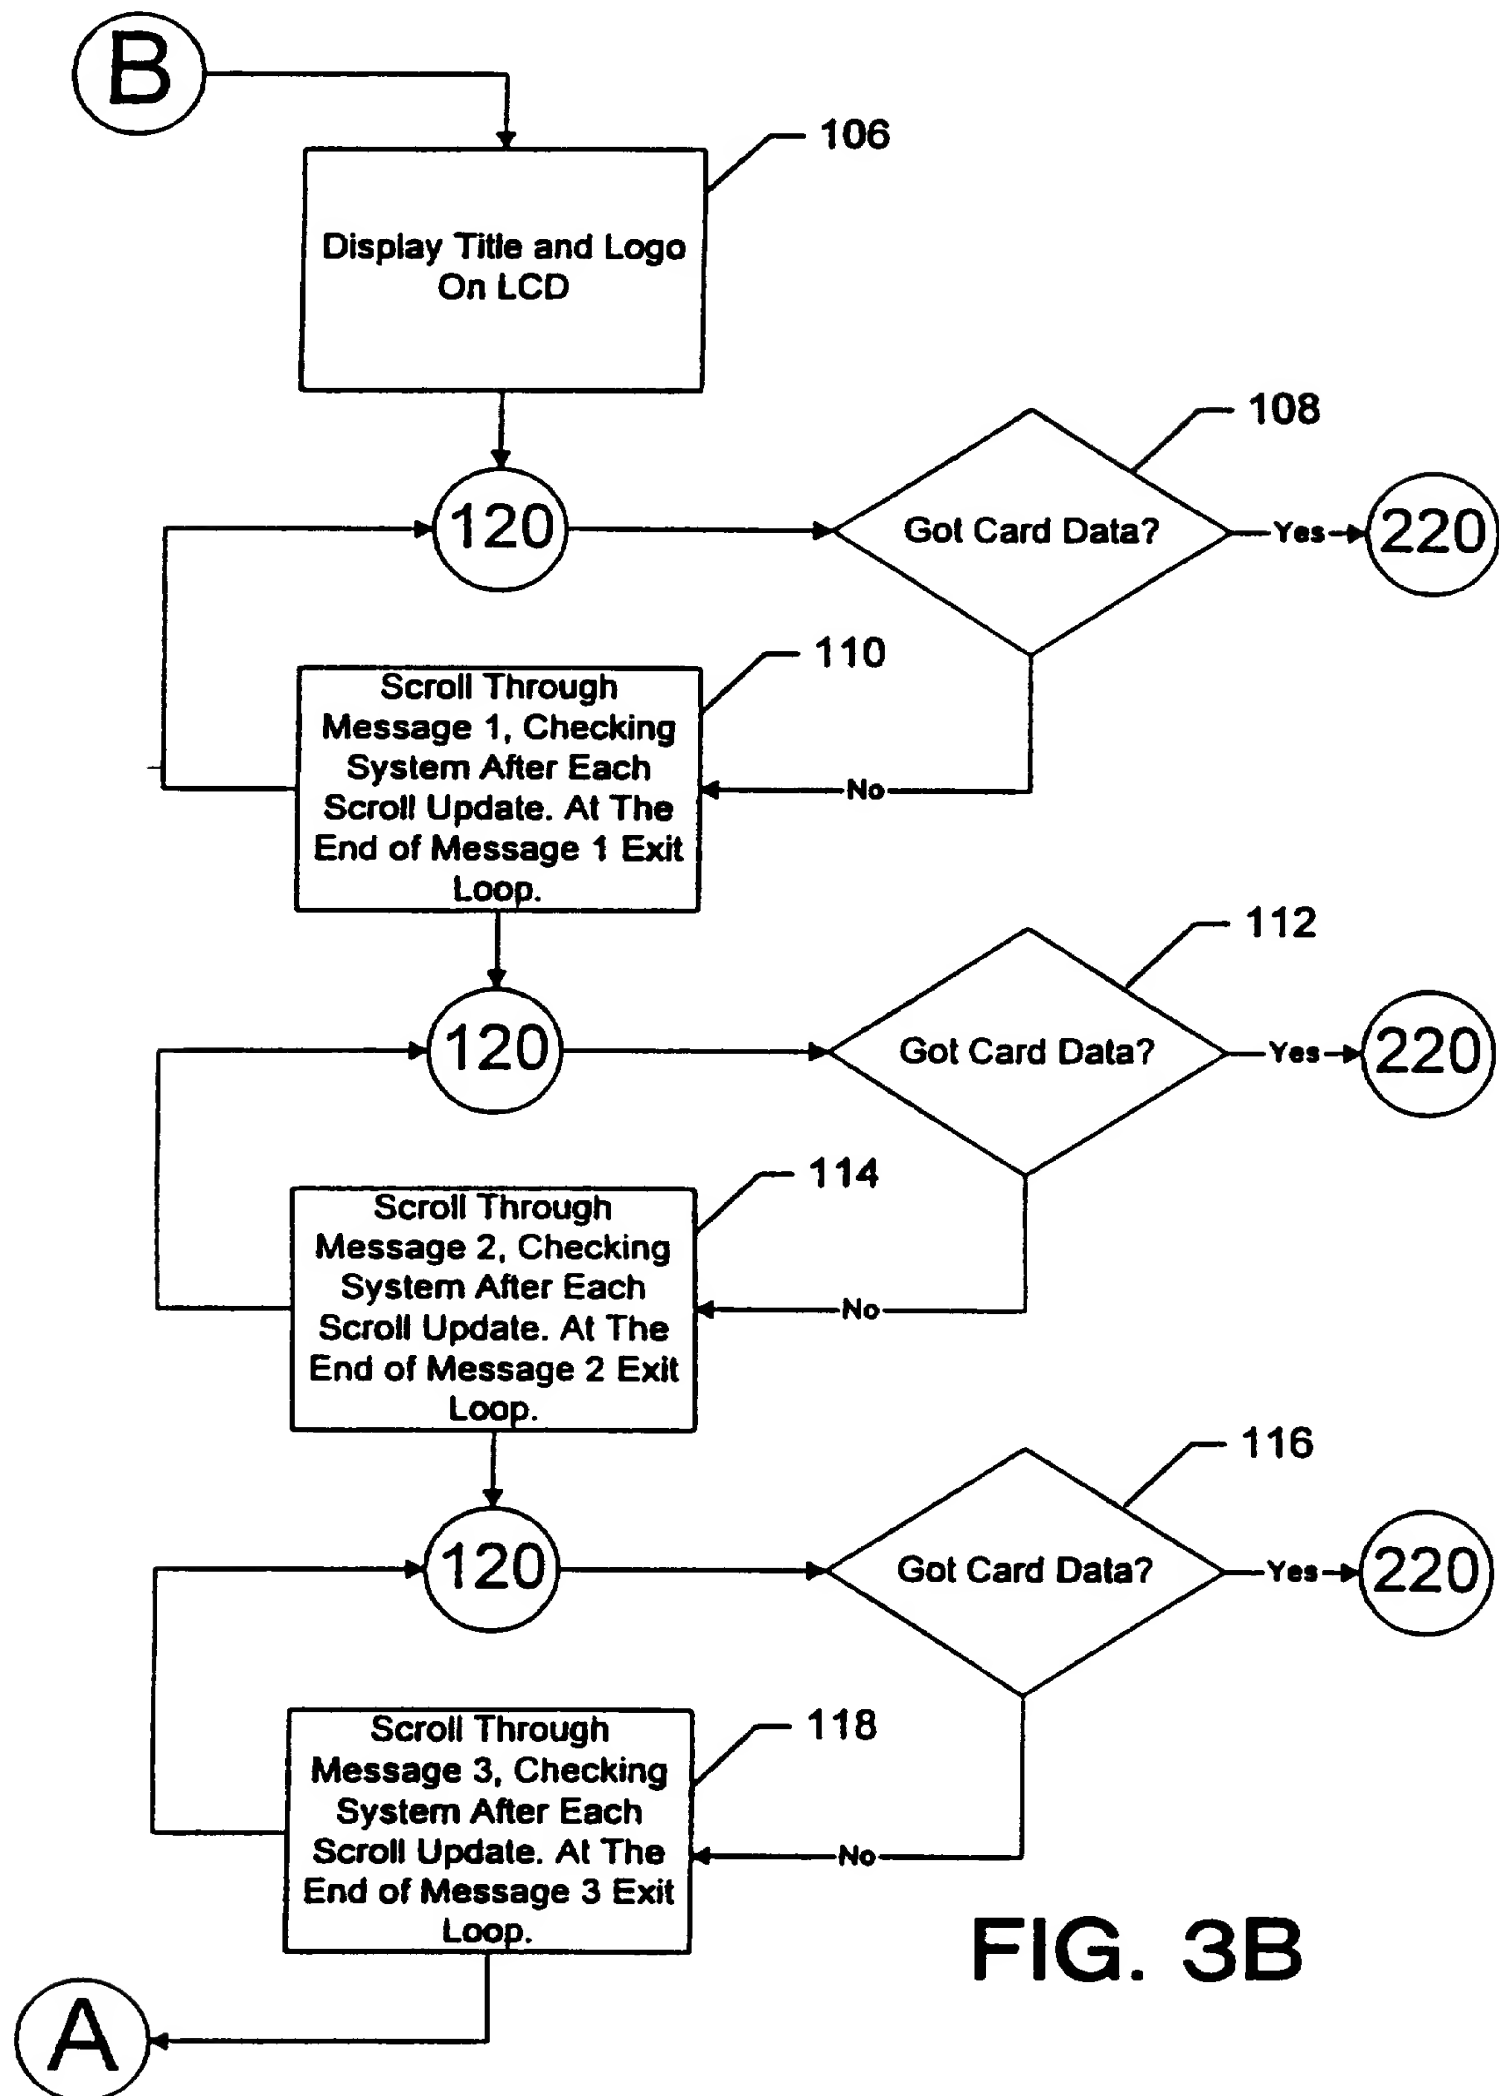 B
106
Display Title and Logo
On LCD
108
120
Got Card Data?
Yes
220
110
Scroll Through
Message 1, Checking
System After Each
Scroll Update. At The
End of Message 1 Exit
Loop.
No
112
120
Got Card Data?
Yes
220
114
Scroll Through
Message 2, Checking
System After Each
Scroll Update. At The
End of Message 2 Exit
Loop.
No
116
120
Got Card Data?
Yes
220
118
Scroll Through
Message 3, Checking
System After Each
Scroll Update. At The
End of Message 3 Exit
Loop.
No
FIG. 3B
A